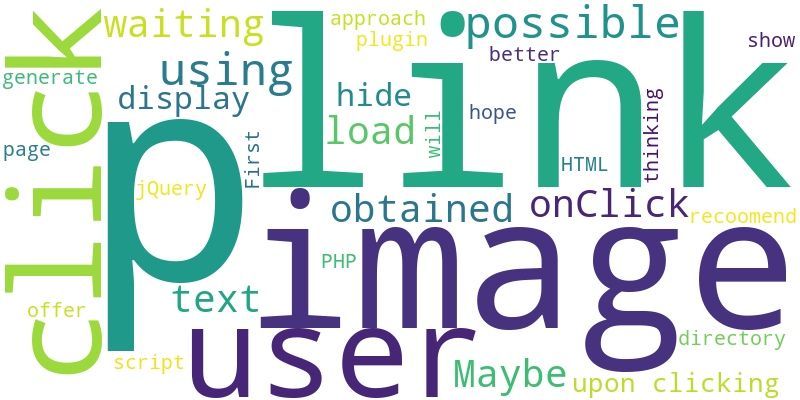 click
waiting
link
approach
plugin
possible
better
show
generate
using
display
hide
load
will
hope
thinking
page
First
jQuery
HTML
p
obtained
onClick
recoomend
image
PHP
text
offer
user
script
Maybe
directory
upon clicking